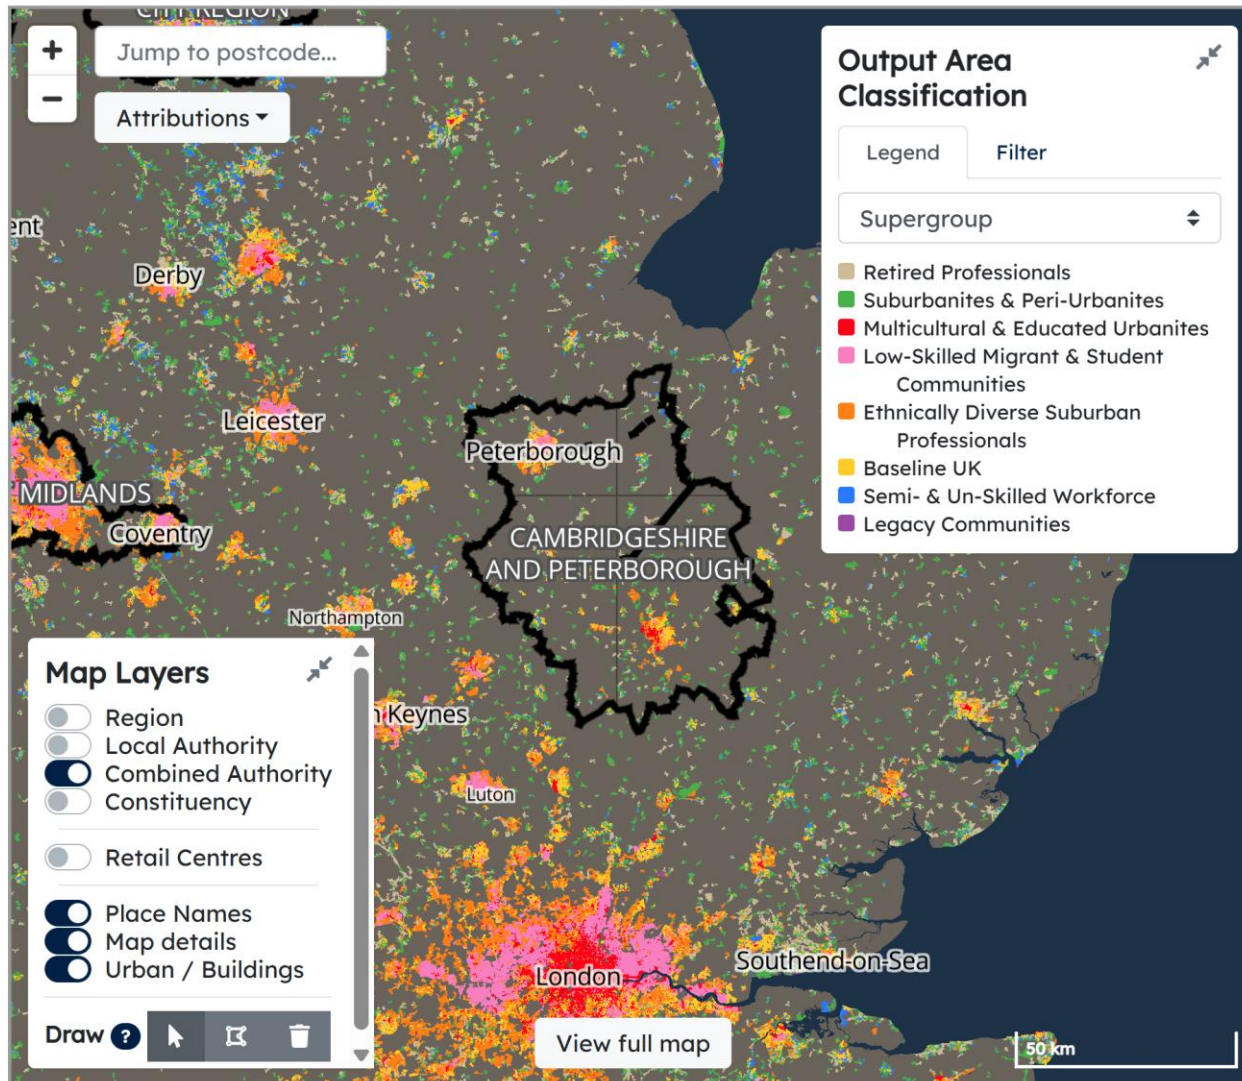 CITY REGION
+
Jump to postcode...
−
Attributions
Output Area
Classification
Legend
Filter
Supergroup
Retired Professionals
Suburbanites & Peri-Urbanites
Multicultural & Educated Urbanites
Low-Skilled Migrant & Student
Communities
Ethnically Diverse Suburban
Professionals
Baseline UK
Semi- & Un-Skilled Workforce
Legacy Communities
ent
Derby
Leicester
Peterborough
MIDLANDS
Coventry
CAMBRIDGESHIRE
AND PETERBOROUGH
Northampton
n Keynes
Luton
London
Southend-on-Sea
Map Layers
Region
Local Authority
Combined Authority
Constituency
Retail Centres
Place Names
Map details
Urban / Buildings
Draw ?
View full map
50 km